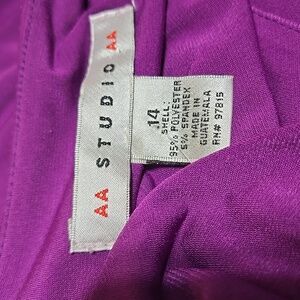 AA STUDIO AA
14
SHELL:
95% POLYESTER
5% SPANDEX
MADE IN
GUATEMALA
RN# 97815